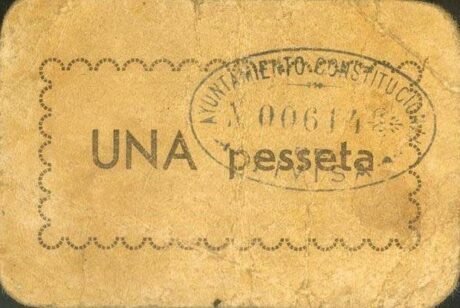 AYUNTAMIENTO CONSTITUCIONAL
N 00614
UNA pesseta